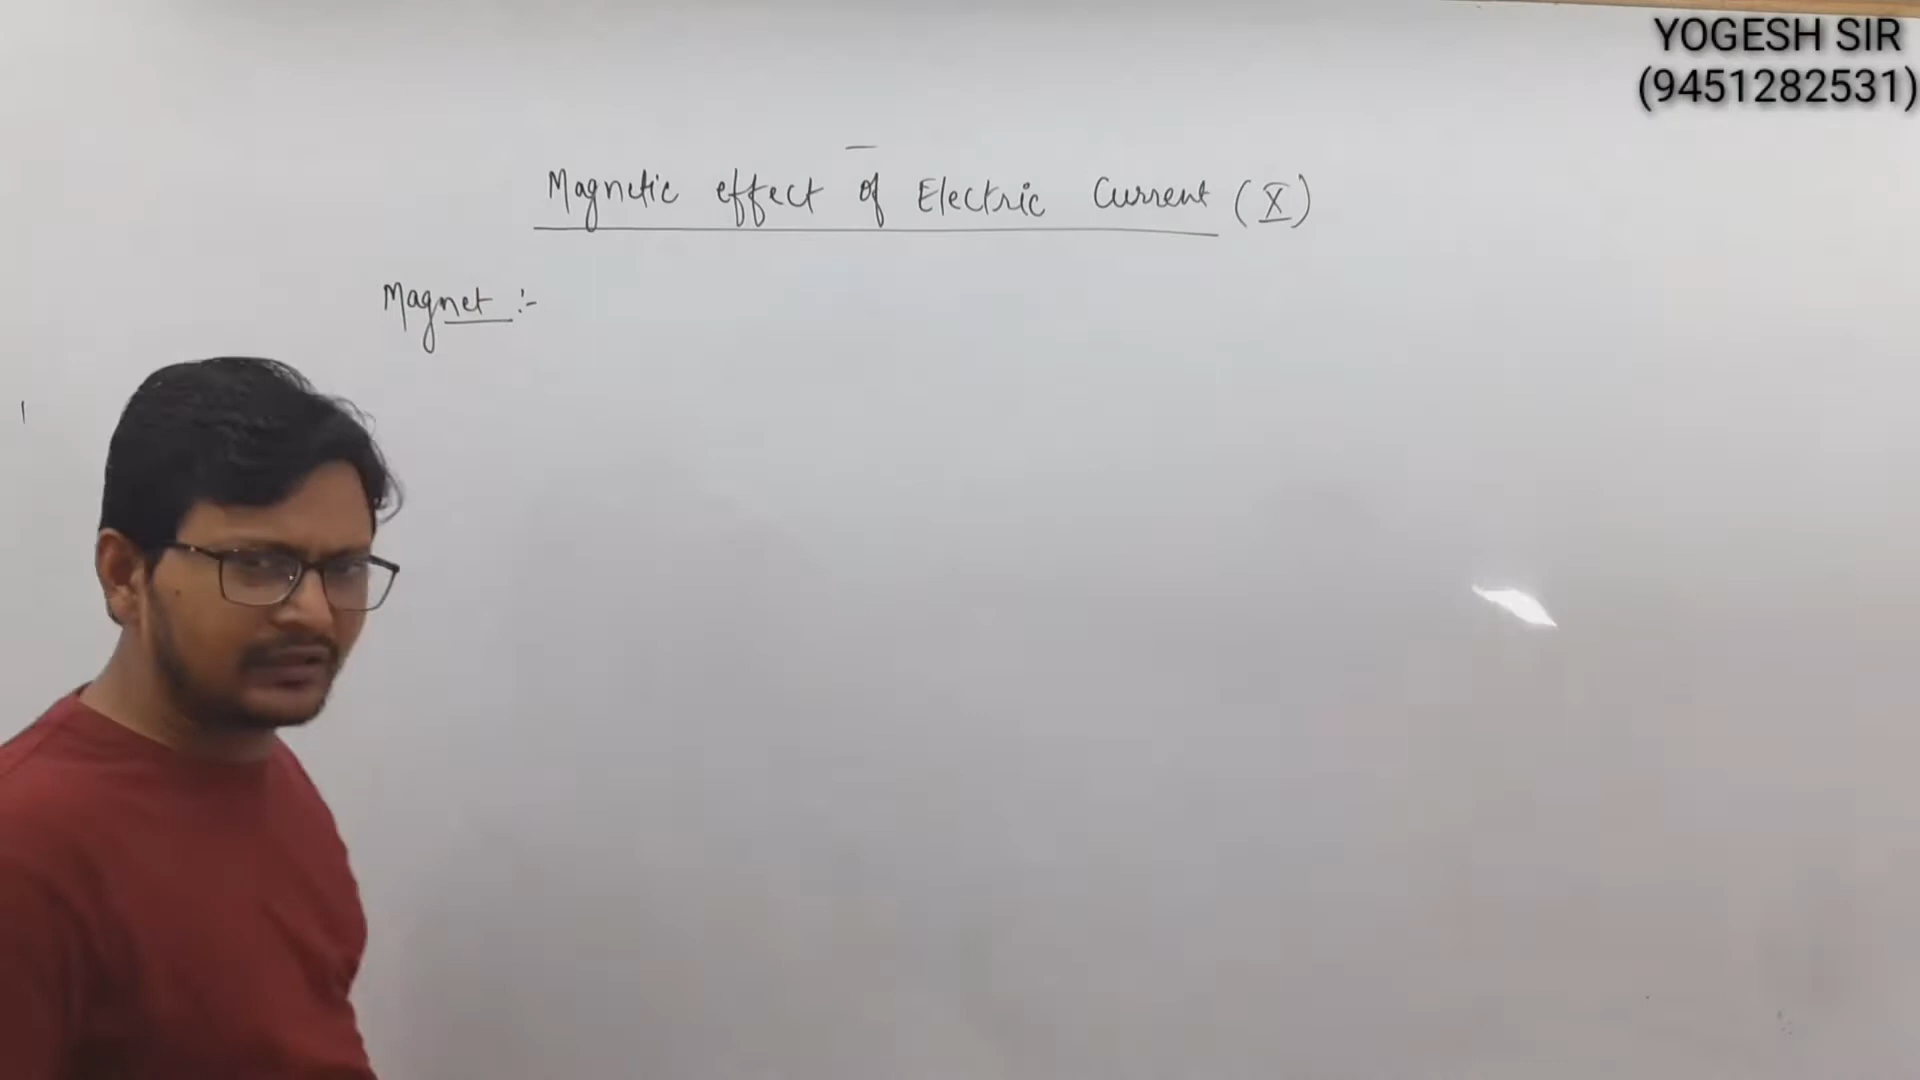 YOGESH SIR
(9451282531)
Magnetic effect of Electric Current (X)
Magnet :-